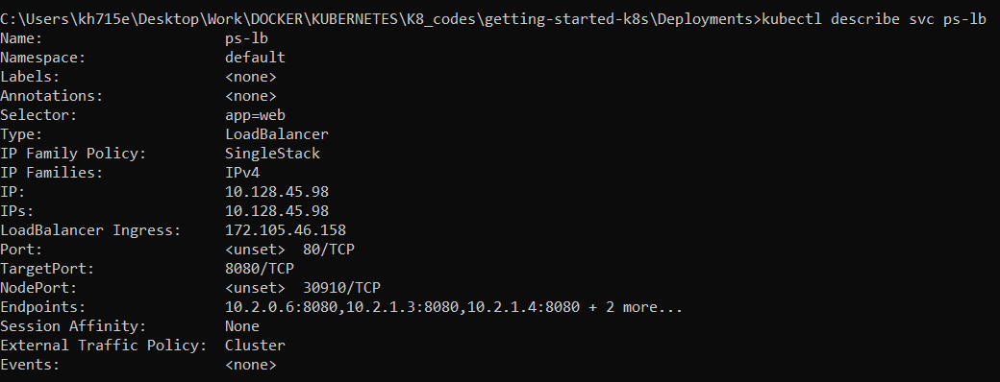 C:\Users\kh715e\Desktop\Work\DOCKER\KUBERNETES\K8_codes\getting-started-k8s\Deployments>kubectl describe svc ps-lb
Name:                     ps-lb
Namespace:                default
Labels:                   <none>
Annotations:              <none>
Selector:                 app=web
Type:                     LoadBalancer
IP Family Policy:         SingleStack
IP Families:              IPv4
IP:                       10.128.45.98
IPs:                      10.128.45.98
LoadBalancer Ingress:     172.105.46.158
Port:                     <unset>  80/TCP
TargetPort:               8080/TCP
NodePort:                 <unset>  30910/TCP
Endpoints:                10.2.0.6:8080,10.2.1.3:8080,10.2.1.4:8080 + 2 more...
Session Affinity:         None
External Traffic Policy:  Cluster
Events:                   <none>